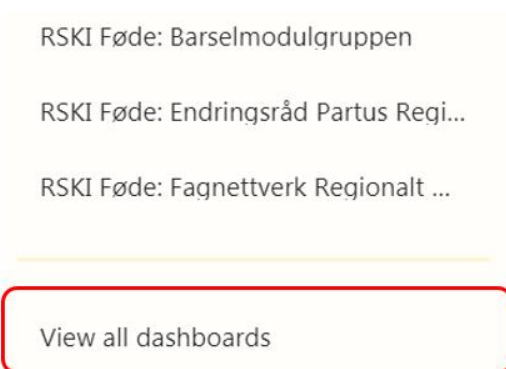 RSKI Føde: Barselmodulgruppen
RSKI Føde: Endringsråd Partus Regi...
RSKI Føde: Fagnettverk Regionalt ...
View all dashboards